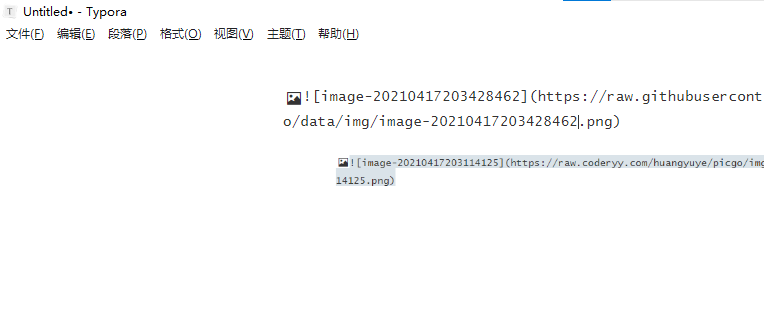 T Untitled• - Typora
文件(F) 编辑(E) 段落(P) 格式(O) 视图(V) 主题(T) 帮助(H)
![image-20210417203428462](https://raw.githubusercont
o/data/img/image-20210417203428462.png)
![image-20210417203114125](https://raw.coderyy.com/huangyuye/picgo/img
14125.png)